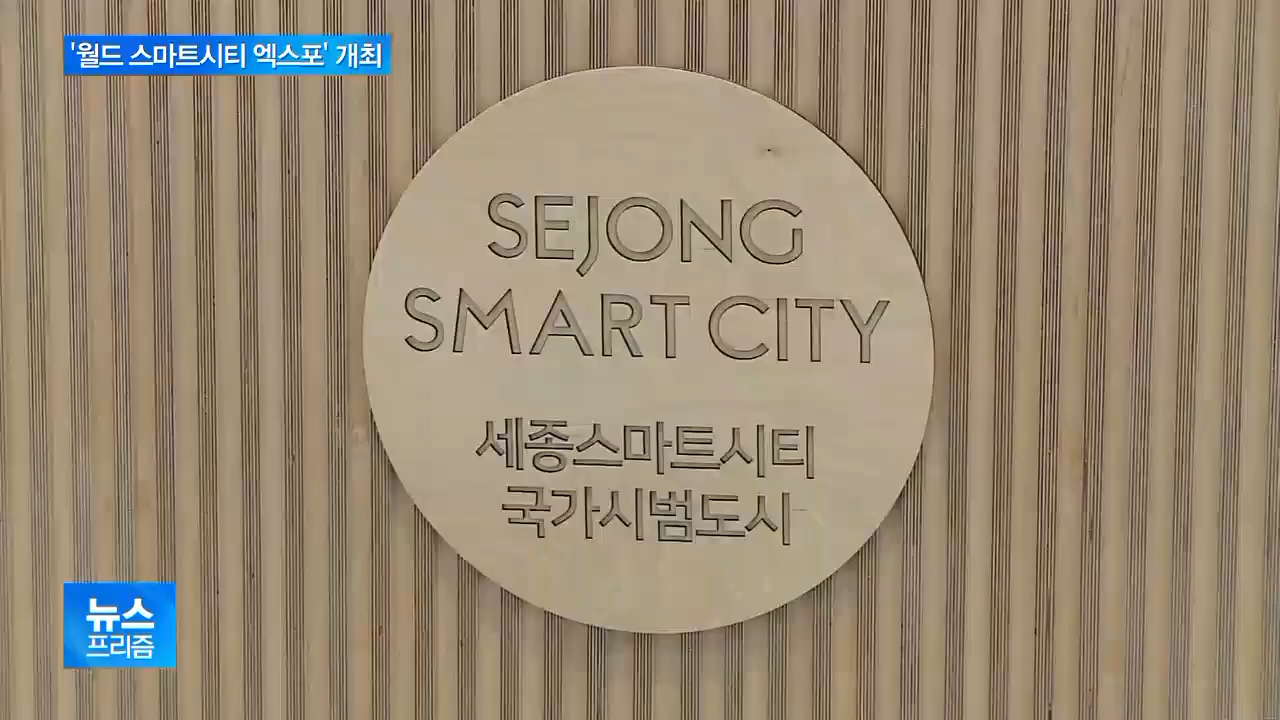 '월드 스마트시티 엑스포' 개최
SEJONG
SMART CITY
세종스마트시티
국가시범도시
뉴스
프리즘